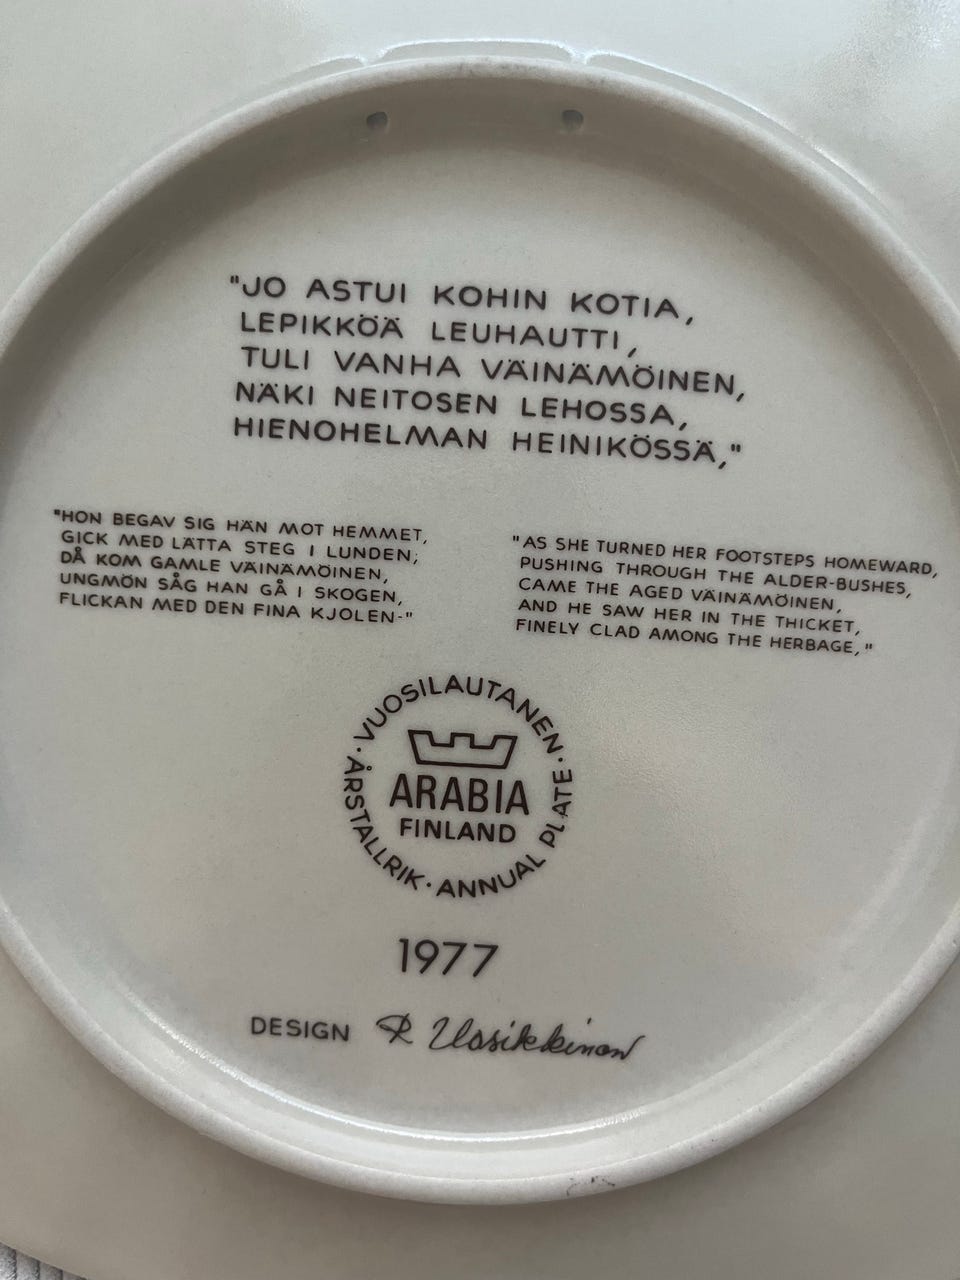 "JO ASTUI KOHIN KOTIA,
LEPIKKÖÄ LEUHAUTTI,
TULI VANHA VÄINÄMÖINEN,
NÄKI NEITOSEN LEHOSSA,
HIENOHELMAN HEINIKÖSSÄ,"
"HON BEGAV SIG HÄN MOT HEMMET,
GICK MED LÄTTA STEG I LUNDEN;
DÅ KOM GAMLE VÄINÄMÖINEN,
UNGMÖN SÅG HAN GÅ I SKOGEN,
FLICKAN MED DEN FINA KJOLEN-"
"AS SHE TURNED HER FOOTSTEPS HOMEWARD,
PUSHING THROUGH THE ALDER-BUSHES,
CAME THE AGED VÄINÄMÖINEN,
AND HE SAW HER IN THE THICKET,
FINELY CLAD AMONG THE HERBAGE,"
· VUOSILAUTANEN ·
ARABIA
FINLAND
ÅRSTALLRIK · ANNUAL PLATE
1977
DESIGN R Uosikkinen